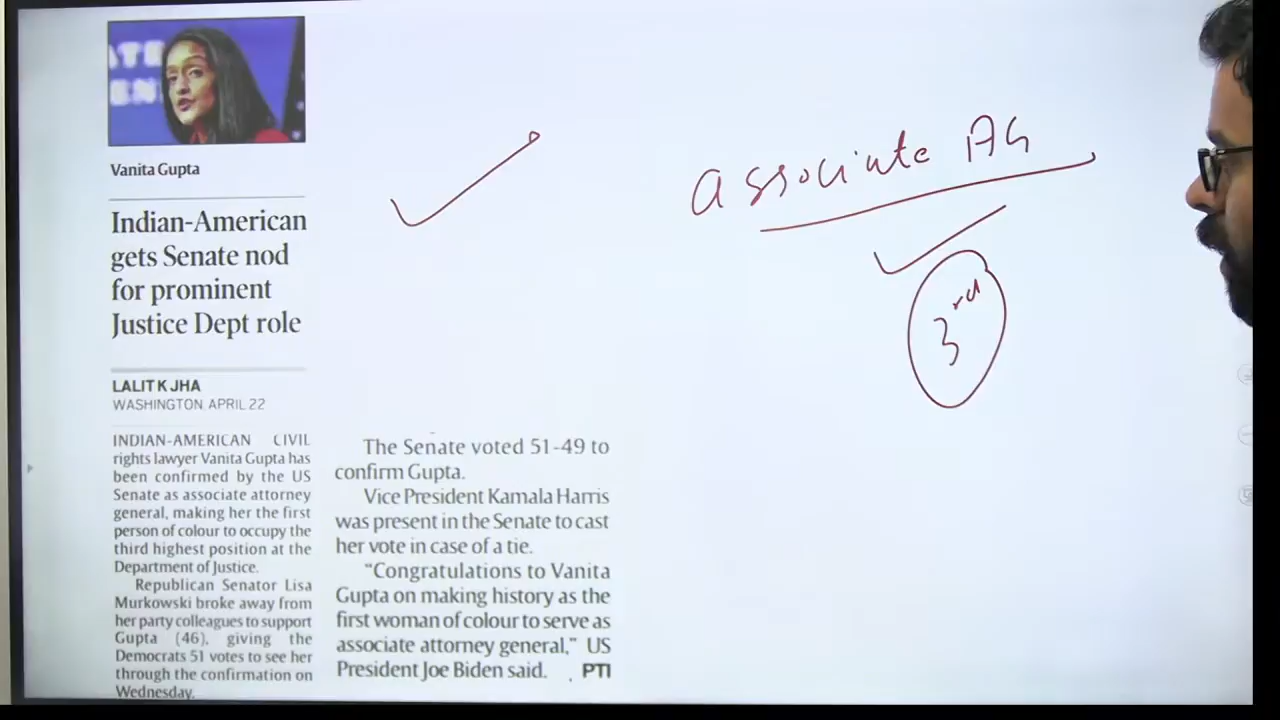 ATE
EN
Vanita Gupta
Indian-American
gets Senate nod
for prominent
Justice Dept role
LALIT K JHA
WASHINGTON, APRIL 22
INDIAN-AMERICAN CIVIL
rights lawyer Vanita Gupta has
been confirmed by the US
Senate as associate attorney
general, making her the first
person of colour to occupy the
third highest position at the
Department of Justice.
Republican Senator Lisa
Murkowski broke away from
her party colleagues to support
Gupta (46), giving the
Democrats 51 votes to see her
through the confirmation on
Wednesday.
The Senate voted 51-49 to
confirm Gupta.
Vice President Kamala Harris
was present in the Senate to cast
her vote in case of a tie.
"Congratulations to Vanita
Gupta on making history as the
first woman of colour to serve as
associate attorney general," US
President Joe Biden said. PTI
associate AG
3rd